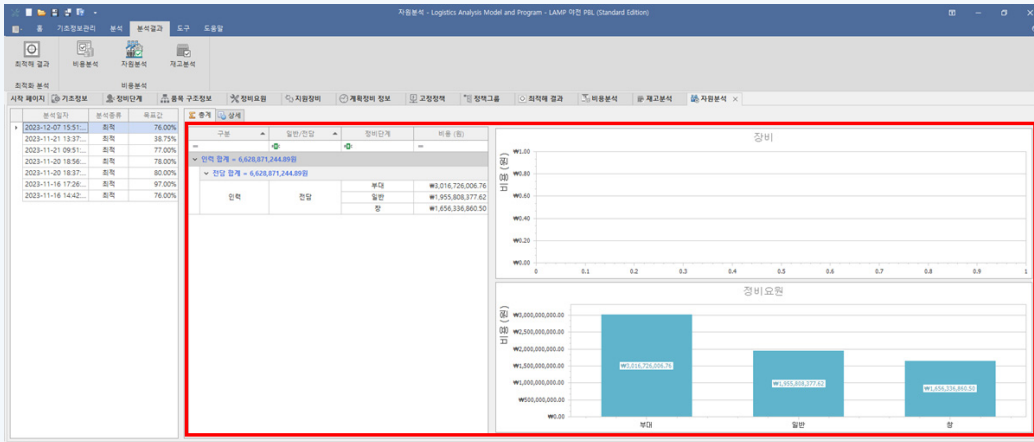 자원분석 - Logistics Analysis Model and Program - LAMP 야전 PBL (Standard Edition)
홈 기초정보관리 분석 분석결과 도구 도움말
최적해 결과 비용분석 자원분석 재고분석
최적화 분석 비용분석
시작 페이지 기초정보 정비단계 품목 구조정보 정비요원 지원장비 계획정비 정보 고정정책 정책그룹 최적해 결과 비용분석 재고분석 자원분석
분석일자 분석종류 목표값
2023-12-07 15:51:... 최적 76.00%
2023-11-21 13:37:... 최적 38.75%
2023-11-21 09:51:... 최적 77.00%
2023-11-20 18:56:... 최적 78.00%
2023-11-20 18:37:... 최적 80.00%
2023-11-16 17:26:... 최적 97.00%
2023-11-16 14:42:... 최적 76.00%
총계 상세
구분 일반/전담 정비단계 비용 (원)
인력 합계 = 6,628,871,244.89원
전담 합계 = 6,628,871,244.89원
인력 전담 부대 ₩3,016,726,006.76
일반 ₩1,955,808,377.62
창 ₩1,656,336,860.50
장비
비용 (원)
₩1.00
₩0.80
₩0.60
₩0.40
₩0.20
₩0.00
0 0.1 0.2 0.3 0.4 0.5 0.6 0.7 0.8 0.9 1
정비요원
비용 (원)
₩3,000,000,000.00
₩2,500,000,000.00
₩2,000,000,000.00
₩1,500,000,000.00
₩1,000,000,000.00
₩500,000,000.00
₩0.00
₩3,016,726,006.76
₩1,955,808,377.62
₩1,656,336,860.50
부대 일반 창